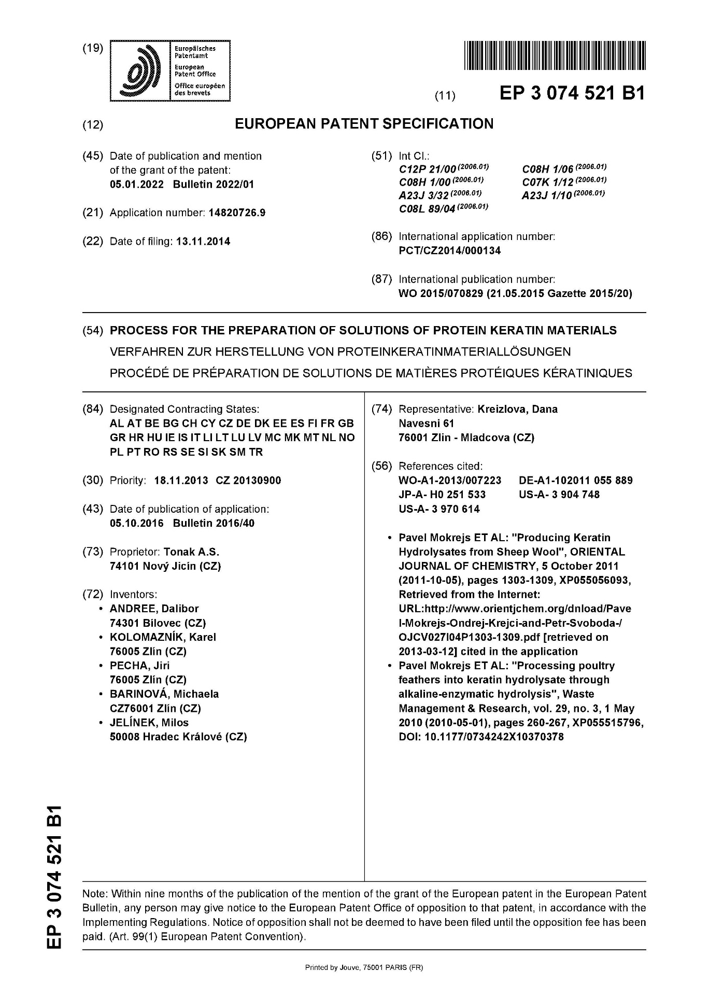 (19)
Europäisches
Patentamt
European
Patent Office
Office européen
des brevets
(11) EP 3 074 521 B1
(12) EUROPEAN PATENT SPECIFICATION
(45) Date of publication and mention
of the grant of the patent:
05.01.2022 Bulletin 2022/01
(21) Application number: 14820726.9
(22) Date of filing: 13.11.2014
(51) Int Cl.:
C12P 21/00 (2006.01) C08H 1/06 (2006.01)
C08H 1/00 (2006.01) C07K 1/12 (2006.01)
A23J 3/32 (2006.01) A23J 1/10 (2006.01)
C08L 89/04 (2006.01)
(86) International application number:
PCT/CZ2014/000134
(87) International publication number:
WO 2015/070829 (21.05.2015 Gazette 2015/20)
(54) PROCESS FOR THE PREPARATION OF SOLUTIONS OF PROTEIN KERATIN MATERIALS
VERFAHREN ZUR HERSTELLUNG VON PROTEINKERATINMATERIALLÖSUNGEN
PROCÉDÉ DE PRÉPARATION DE SOLUTIONS DE MATIÈRES PROTÉIQUES KÉRATINIQUES
(84) Designated Contracting States:
AL AT BE BG CH CY CZ DE DK EE ES FI FR GB
GR HR HU IE IS IT LI LT LU LV MC MK MT NL NO
PL PT RO RS SE SI SK SM TR
(30) Priority: 18.11.2013 CZ 20130900
(43) Date of publication of application:
05.10.2016 Bulletin 2016/40
(73) Proprietor: Tonak A.S.
74101 Nový Jicín (CZ)
(72) Inventors:
• ANDREE, Dalibor
74301 Bílovec (CZ)
• KOLOMAZNÍK, Karel
76005 Zlín (CZ)
• PECHA, Jiri
76005 Zlín (CZ)
• BARINOVÁ, Michaela
CZ76001 Zlín (CZ)
• JELÍNEK, Milos
50008 Hradec Králové (CZ)
(74) Representative: Kreizlova, Dana
Navesni 61
76001 Zlin - Mladcova (CZ)
(56) References cited:
WO-A1-2013/007223 DE-A1-102011 055 889
JP-A- H0 251 533 US-A- 3 904 748
US-A- 3 970 614
• Pavel Mokrejs ET AL: "Producing Keratin
Hydrolysates from Sheep Wool", ORIENTAL
JOURNAL OF CHEMISTRY, 5 October 2011
(2011-10-05), pages 1303-1309, XP055056093,
Retrieved from the Internet:
URL:http://www.orientjchem.org/dnload/Pave
l-Mokrejs-Ondrej-Krejci-and-Petr-Svoboda-/
OJCV027I04P1303-1309.pdf [retrieved on
2013-03-12] cited in the application
• Pavel Mokrejs ET AL: "Processing poultry
feathers into keratin hydrolysate through
alkaline-enzymatic hydrolysis", Waste
Management & Research, vol. 29, no. 3, 1 May
2010 (2010-05-01), pages 260-267, XP055515796,
DOI: 10.1177/0734242X10370378
EP 3 074 521 B1
Note: Within nine months of the publication of the mention of the grant of the European patent in the European Patent
Bulletin, any person may give notice to the European Patent Office of opposition to that patent, in accordance with the
Implementing Regulations. Notice of opposition shall not be deemed to have been filed until the opposition fee has been
paid. (Art. 99(1) European Patent Convention).
Printed by Jouve, 75001 PARIS (FR)